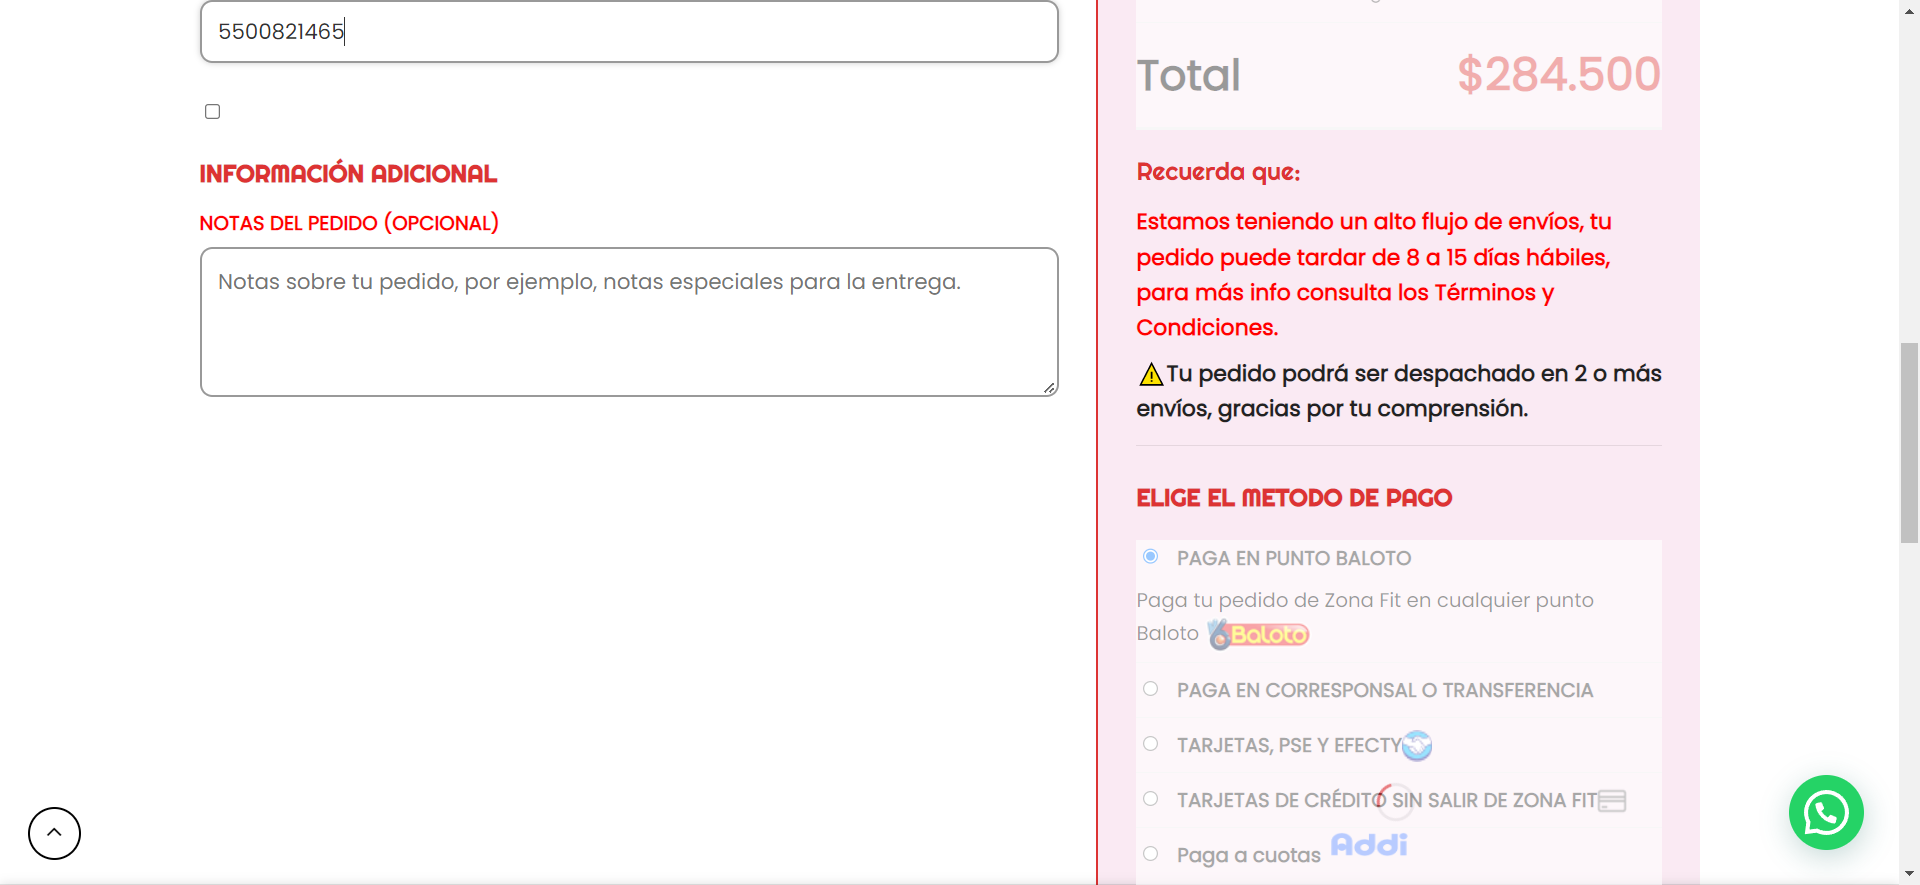 5500821465
INFORMACIÓN ADICIONAL
NOTAS DEL PEDIDO (OPCIONAL)
Notas sobre tu pedido, por ejemplo, notas especiales para la entrega.
Total $284.500
Recuerda que:
Estamos teniendo un alto flujo de envíos, tu
pedido puede tardar de 8 a 15 días hábiles,
para más info consulta los Términos y
Condiciones.
⚠Tu pedido podrá ser despachado en 2 o más
envíos, gracias por tu comprensión.
ELIGE EL METODO DE PAGO
PAGA EN PUNTO BALOTO
Paga tu pedido de Zona Fit en cualquier punto
Baloto Baloto
PAGA EN CORRESPONSAL O TRANSFERENCIA
TARJETAS, PSE Y EFECTY
TARJETAS DE CRÉDITO SIN SALIR DE ZONA FIT
Paga a cuotas Addi